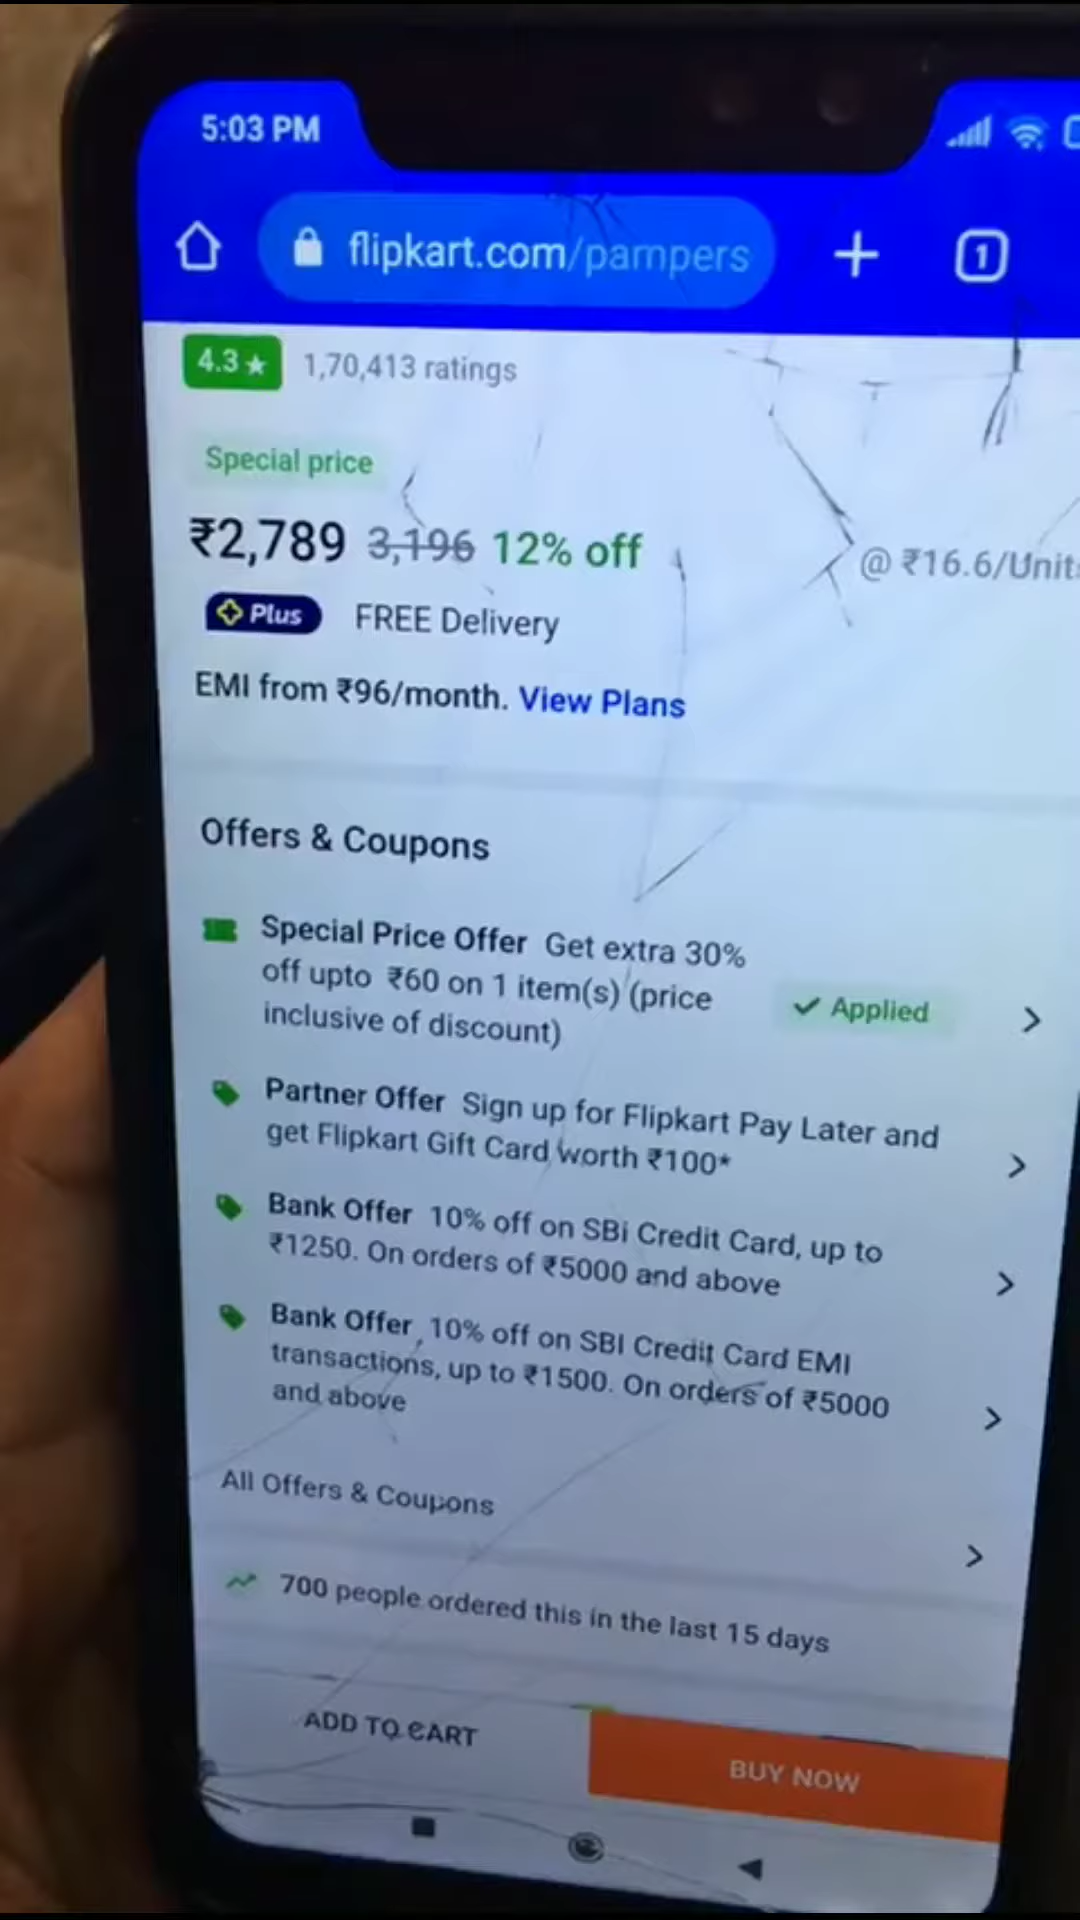 5:03 PM
flipkart.com/pampers
1
4.3★ 1,70,413 ratings
Special price
₹2,789 3,196 12% off @ ₹16.6/Unit
Plus FREE Delivery
EMI from ₹96/month. View Plans
Offers & Coupons
Special Price Offer Get extra 30%
off upto ₹60 on 1 item(s) (price
inclusive of discount)
✓ Applied
Partner Offer Sign up for Flipkart Pay Later and
get Flipkart Gift Card worth ₹100*
Bank Offer 10% off on SBi Credit Card, up to
₹1250. On orders of ₹5000 and above
Bank Offer 10% off on SBI Credit Card EMI
transactions, up to ₹1500. On orders of ₹5000
and above
All Offers & Coupons
700 people ordered this in the last 15 days
ADD TO CART
BUY NOW